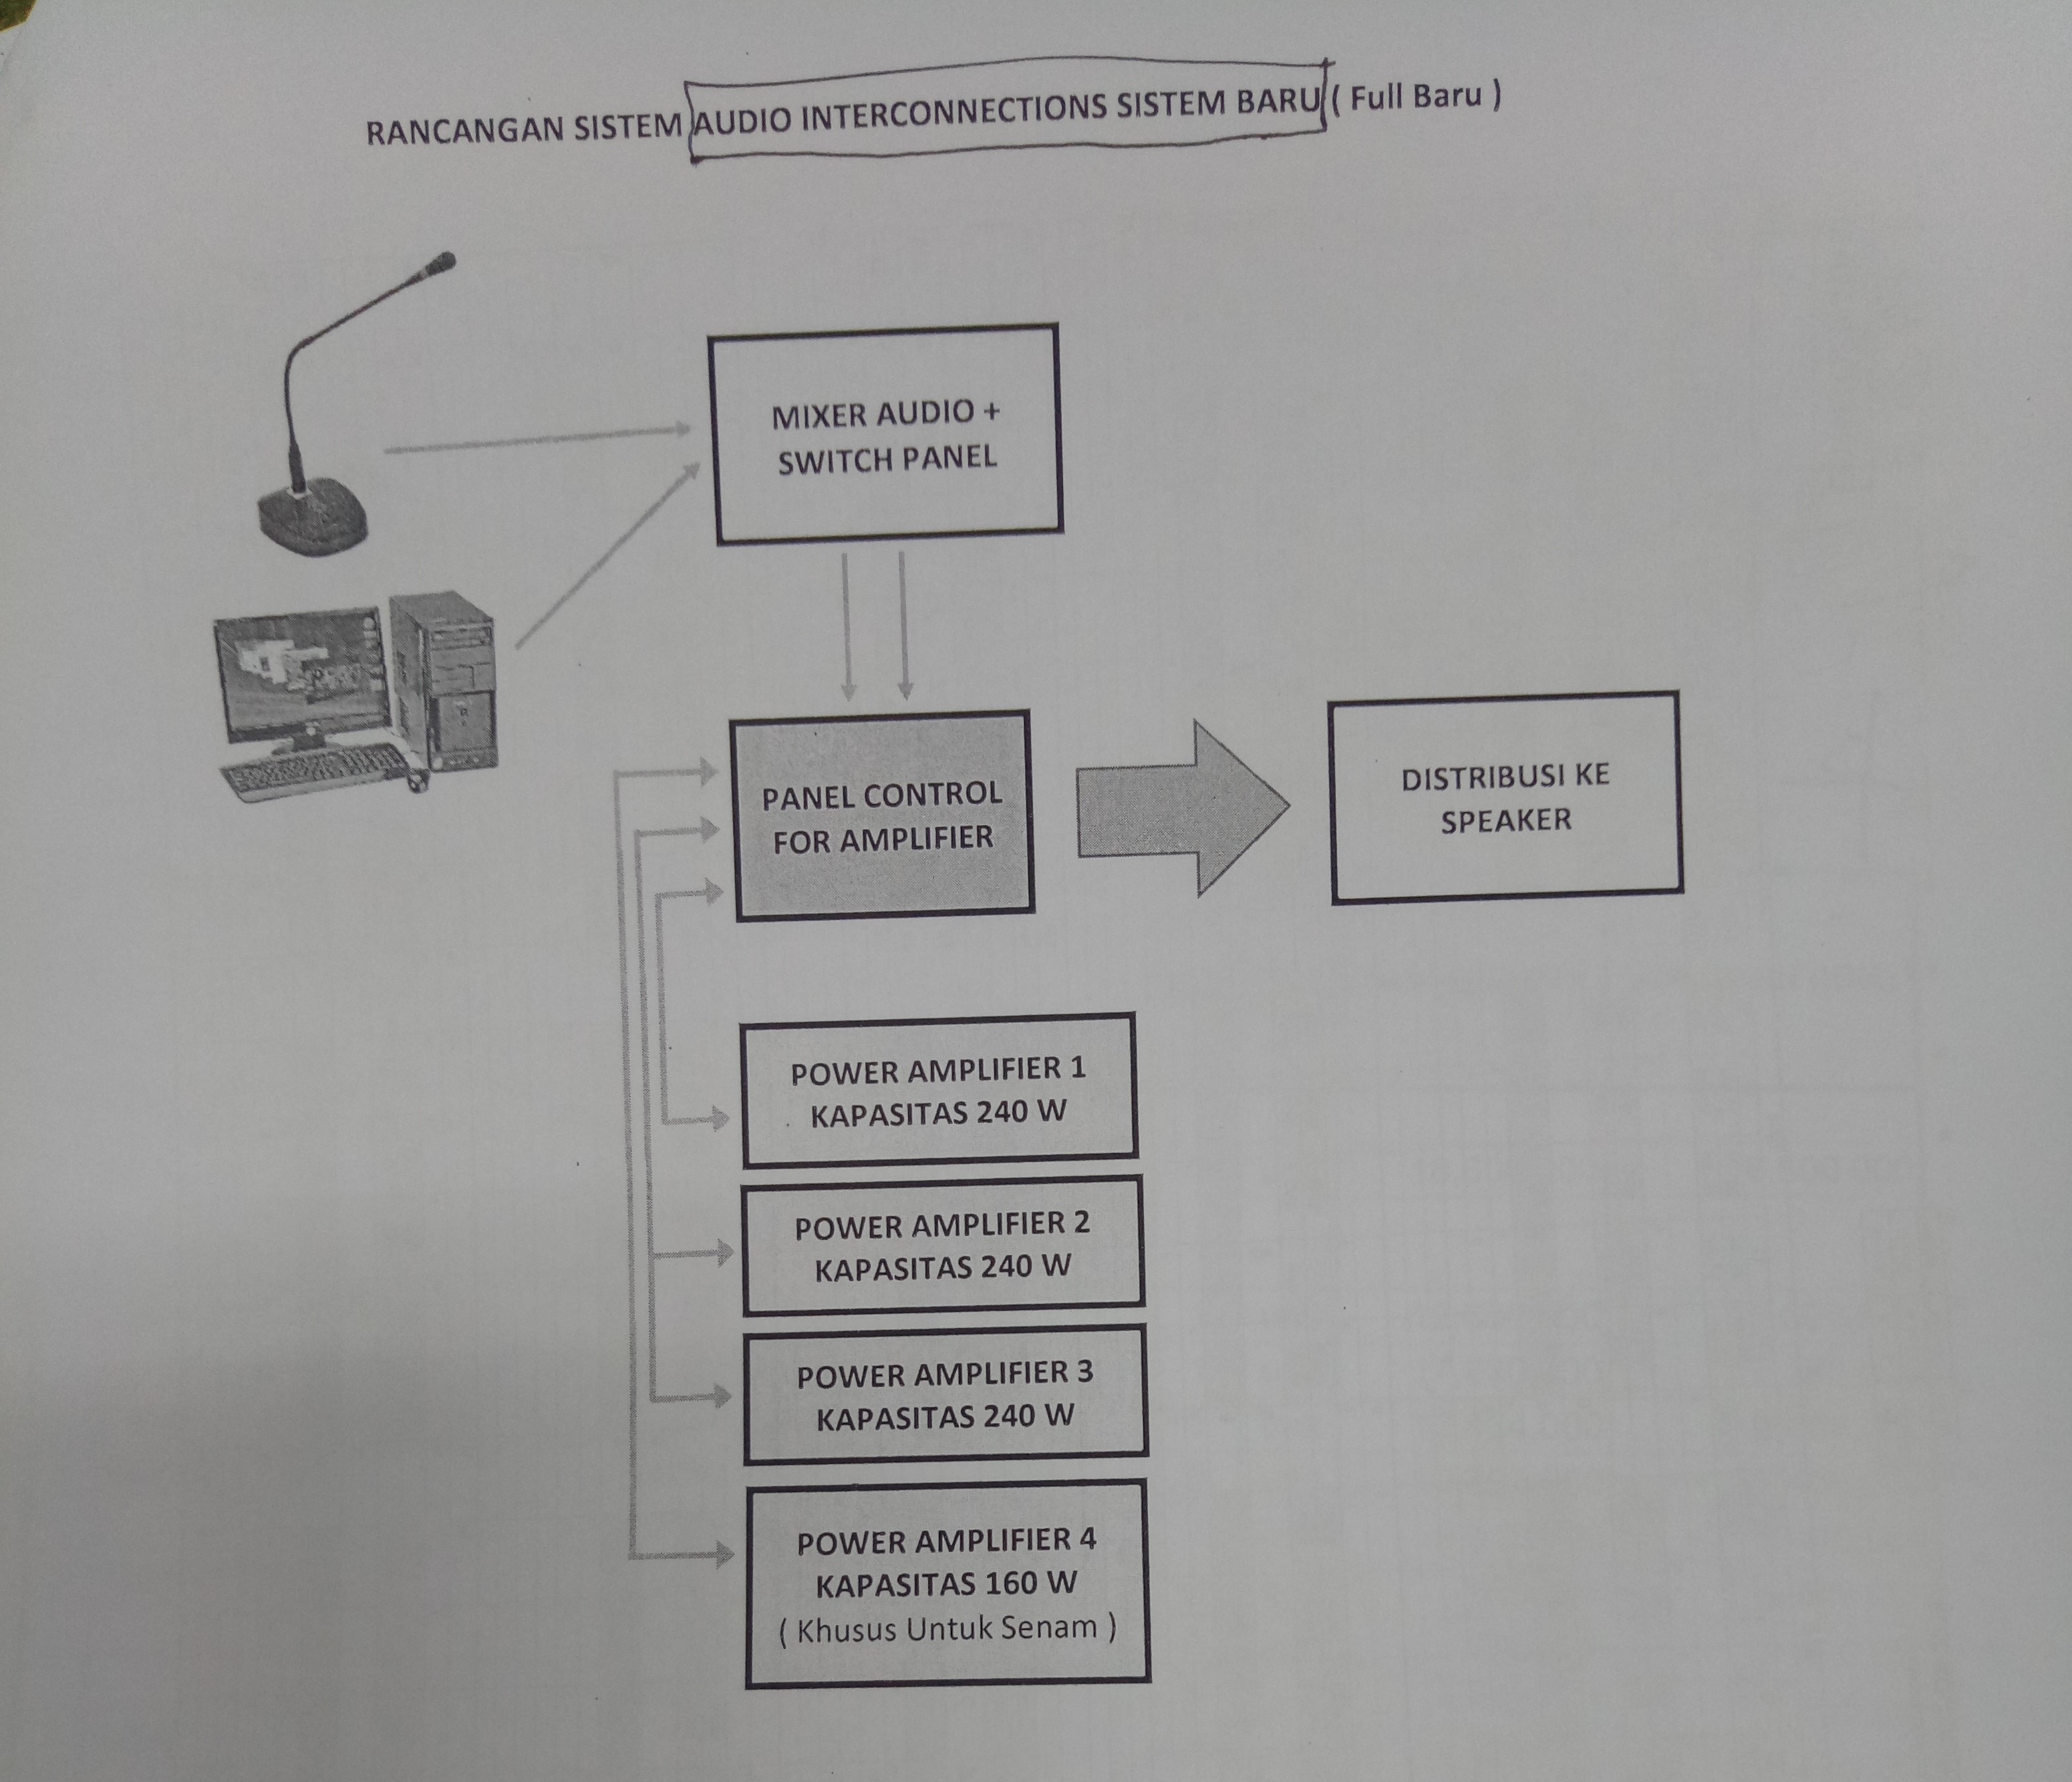 RANCANGAN SISTEM AUDIO INTERCONNECTIONS SISTEM BARU ( Full Baru )
MIXER AUDIO +
SWITCH PANEL
PANEL CONTROL
FOR AMPLIFIER
DISTRIBUSI KE
SPEAKER
POWER AMPLIFIER 1
KAPASITAS 240 W
POWER AMPLIFIER 2
KAPASITAS 240 W
POWER AMPLIFIER 3
KAPASITAS 240 W
POWER AMPLIFIER 4
KAPASITAS 160 W
( Khusus Untuk Senam )